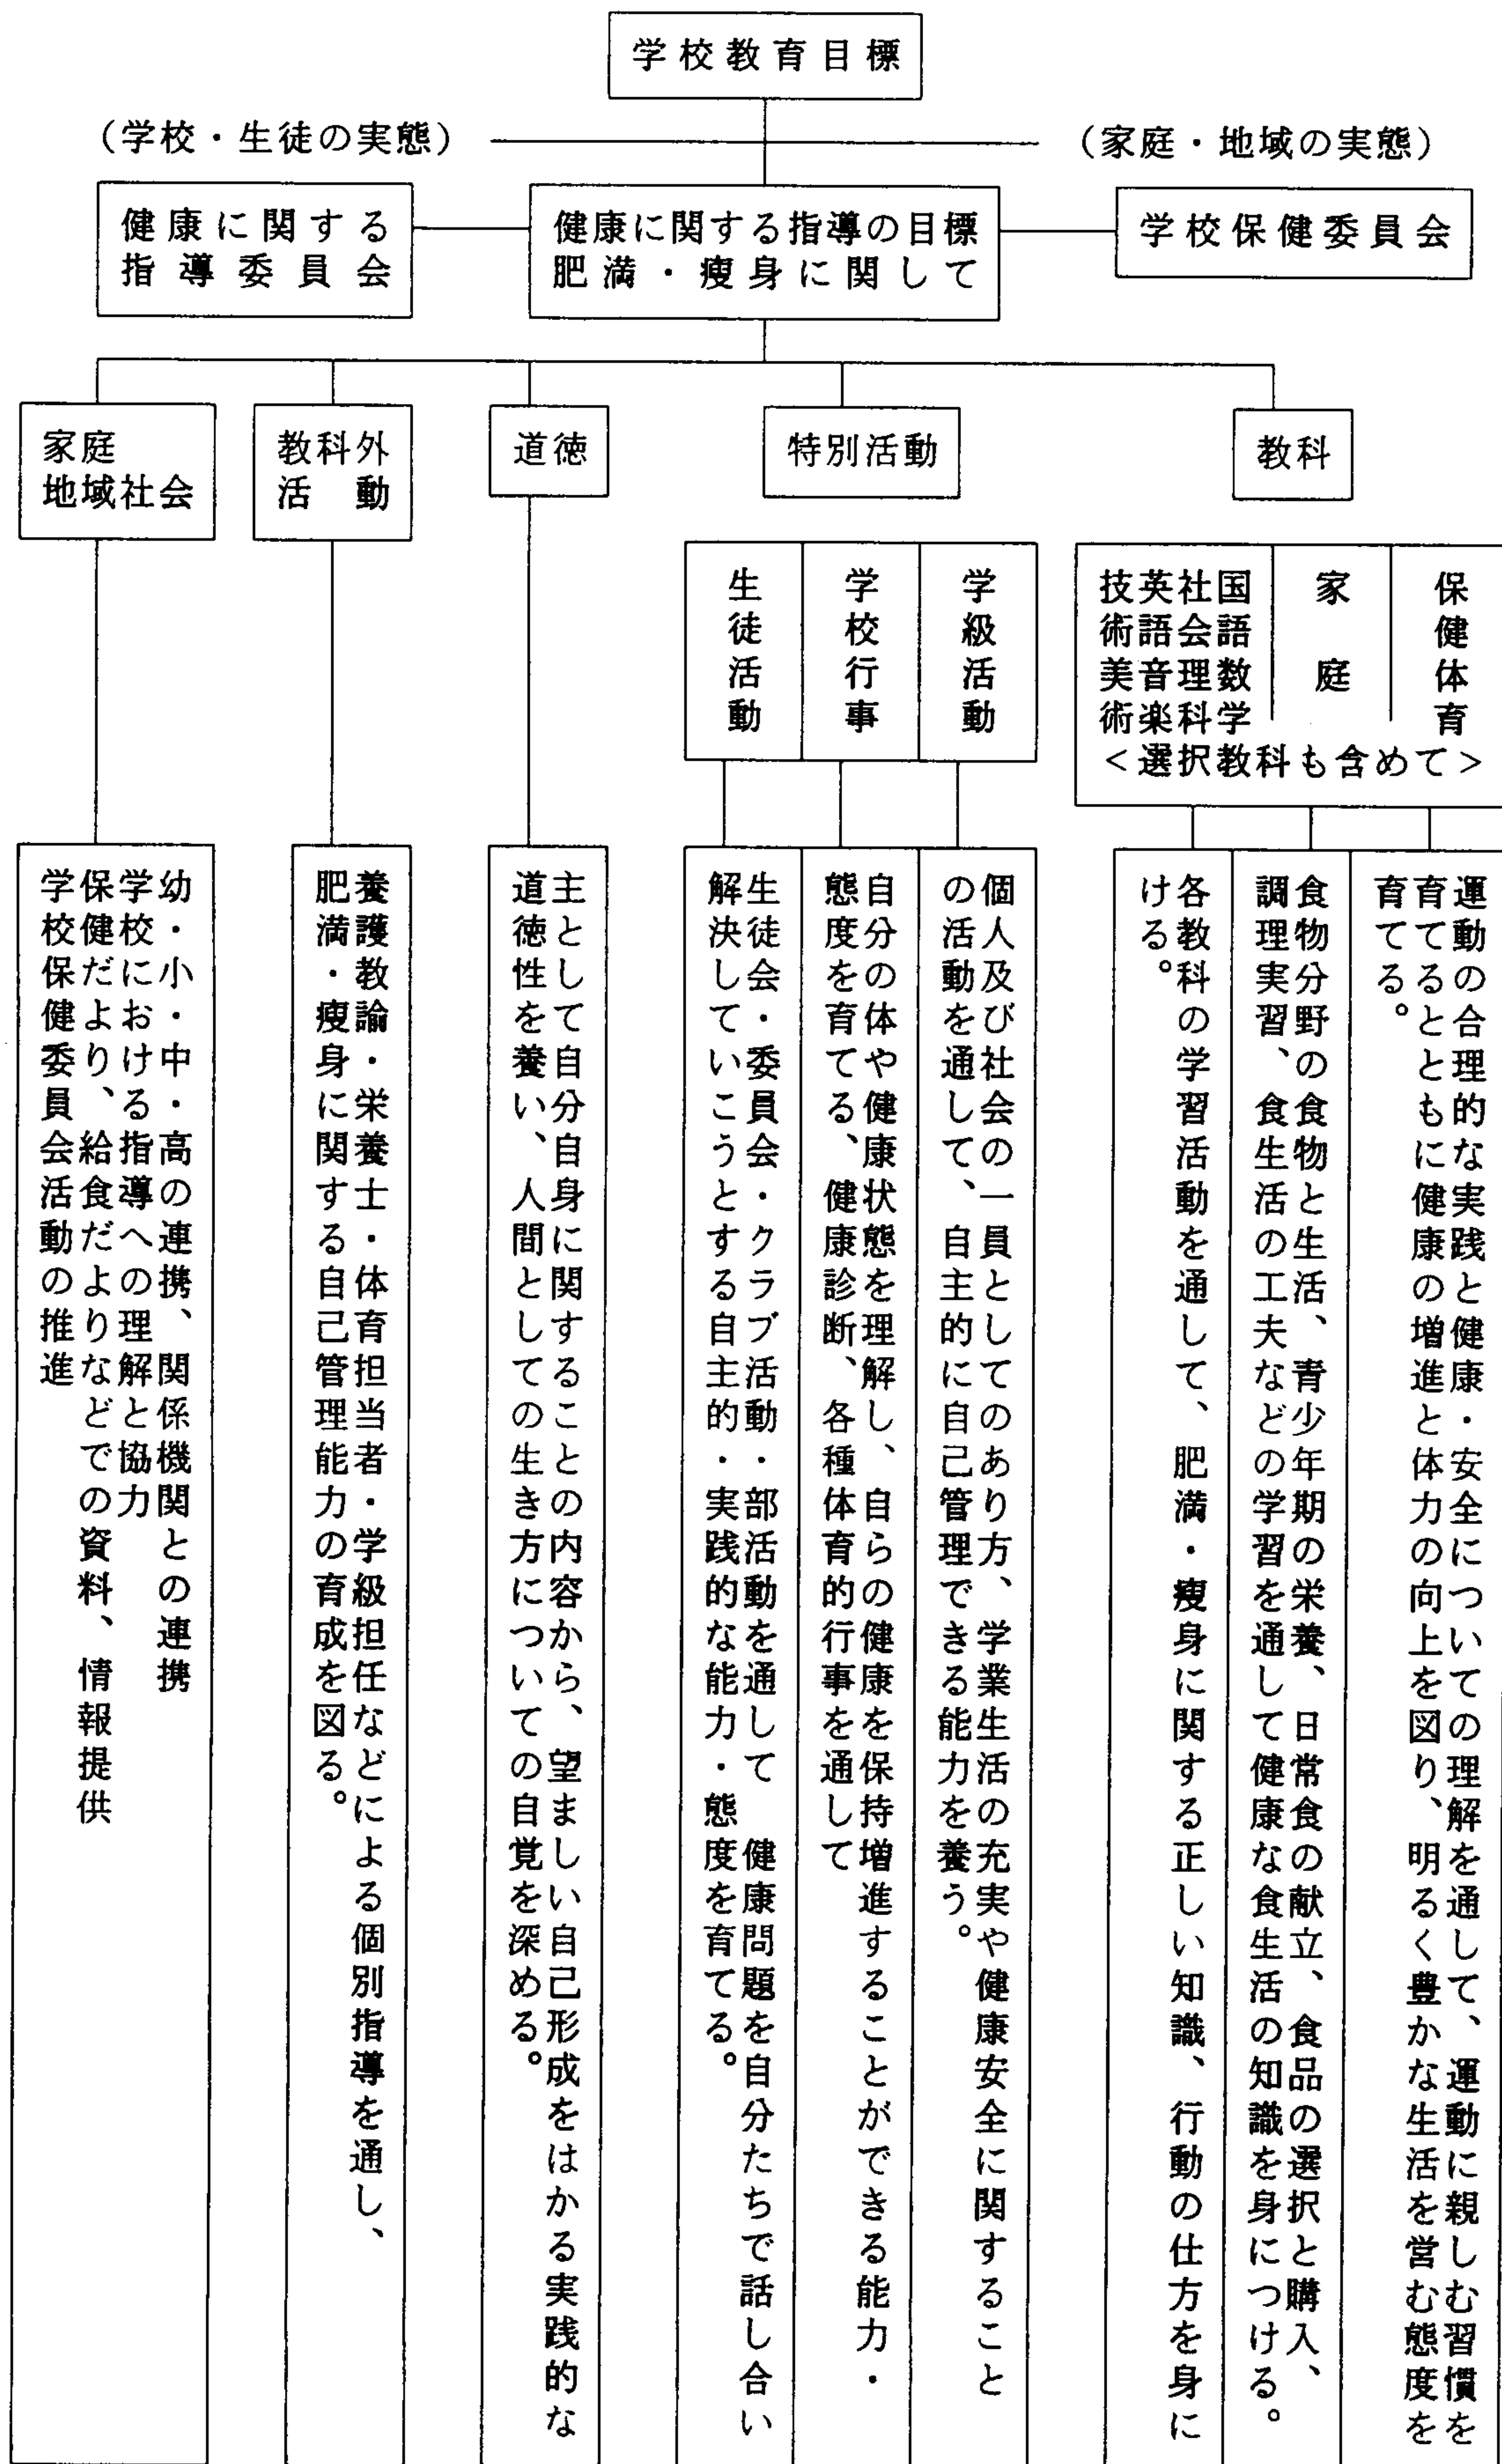 学校教育目標
（学校・生徒の実態）
（家庭・地域の実態）
健康に関する
指導委員会
健康に関する指導の目標
肥満・痩身に関して
学校保健委員会
教科
特別活動
道徳
教科外
活動
家庭
地域社会
保健体育
家庭
国語数学
社会理科
英語音楽
技術美術
＜選択教科も含めて＞
学級活動
学校行事
生徒活動
運動の合理的な実践と健康・安全についての理解を通して、運動に親しむ習慣を
育てるとともに健康の増進と体力の向上を図り、明るく豊かな生活を営む態度を
育てる。
食物分野の食物と生活、青少年期の栄養、日常食の献立、食品の選択と購入、
調理実習、食生活の工夫などの学習を通して健康な食生活の知識を身につける。
各教科の学習活動を通して、肥満・痩身に関する正しい知識、行動の仕方を身に
ける。
個人及び社会の一員としてのあり方、学業生活の充実や健康安全に関すること
の活動を通して、自主的に自己管理できる能力を養う。
自分の体や健康状態を理解し、自らの健康を保持増進することができる能力・
態度を育てる、健康診断、各種体育的行事を通して
生徒会・委員会・クラブ活動・部活動を通して　健康問題を自分たちで話し合い
解決していこうとする自主的・実践的な能力・態度を育てる。
主として自分自身に関することの内容から、望ましい自己形成をはかる実践的な
道徳性を養い、人間としての生き方についての自覚を深める。
養護教論・栄養士・体育担当者・学級担任などによる個別指導を通し、
肥満・痩身に関する自己管理能力の育成を図る。
幼・小・中・高の連携、関係機関との連携
学校における指導への理解と協力
保健だより、給食だよりなどでの資料、情報提供
学校保健委員会活動の推進